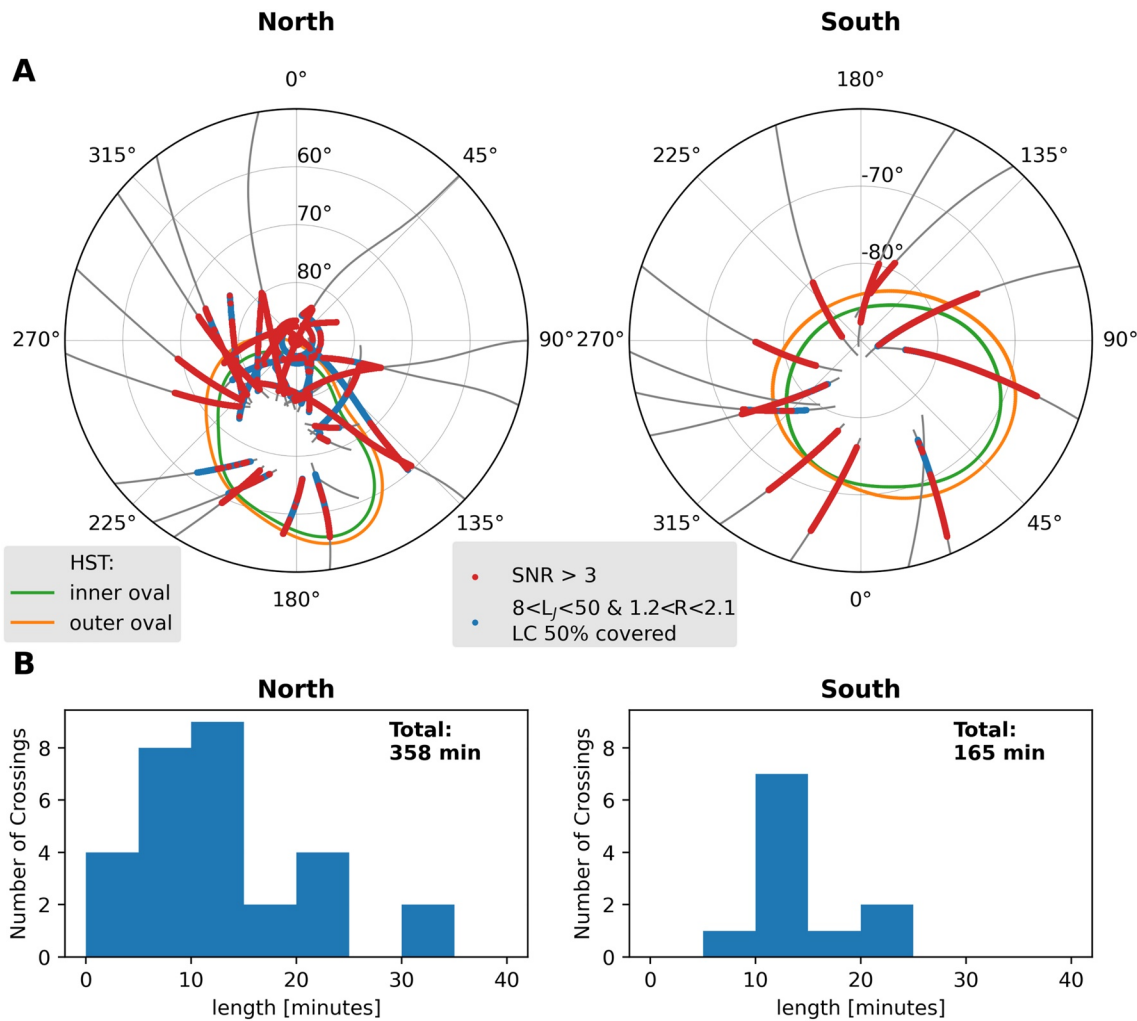 North
South
A
0°
45°
90°
135°
180°
225°
270°
315°
60°
70°
80°
180°
135°
90°
45°
0°
315°
270°
225°
-70°
-80°
HST:
inner oval
outer oval
SNR > 3
8<L_J<50 & 1.2<R<2.1
LC 50% covered
B
North
Total:
358 min
Number of Crossings
8
6
4
2
0
0 10 20 30 40
length [minutes]
South
Total:
165 min
Number of Crossings
8
6
4
2
0
0 10 20 30 40
length [minutes]